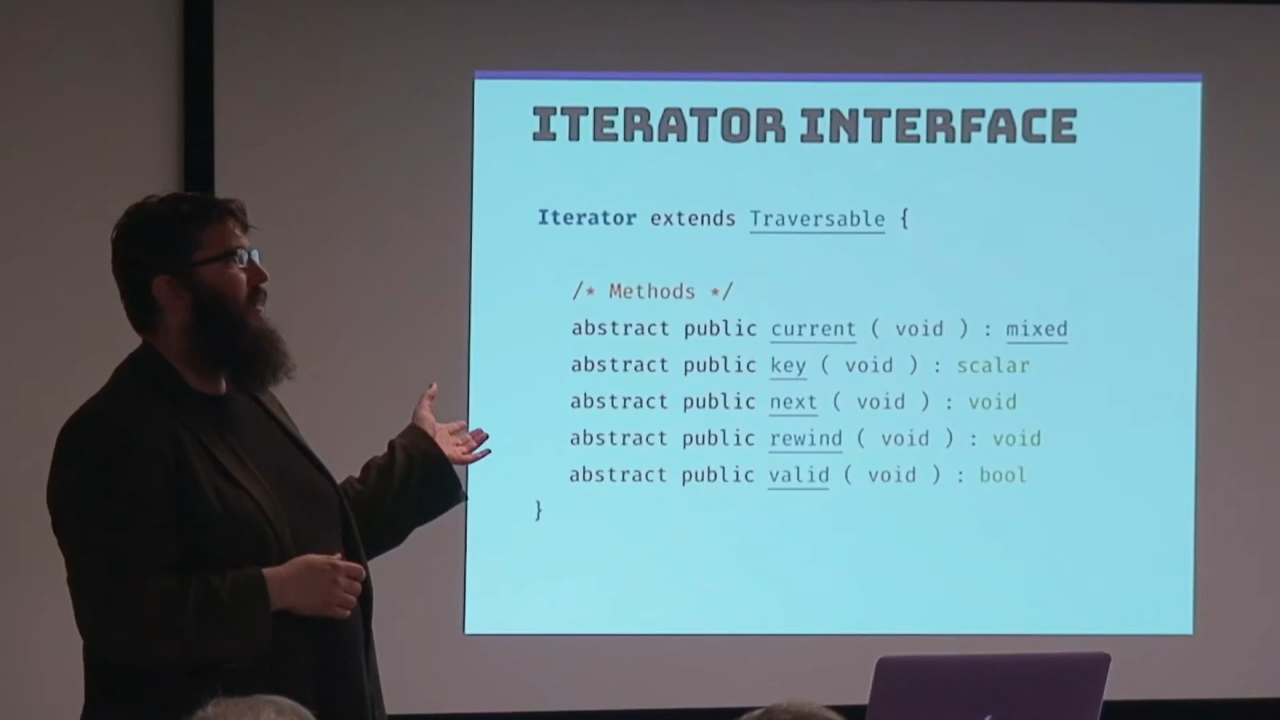 ITERATOR INTERFACE
Iterator extends Traversable {
/* Methods */
abstract public current ( void ) : mixed
abstract public key ( void ) : scalar
abstract public next ( void ) : void
abstract public rewind ( void ) : void
abstract public valid ( void ) : bool
}